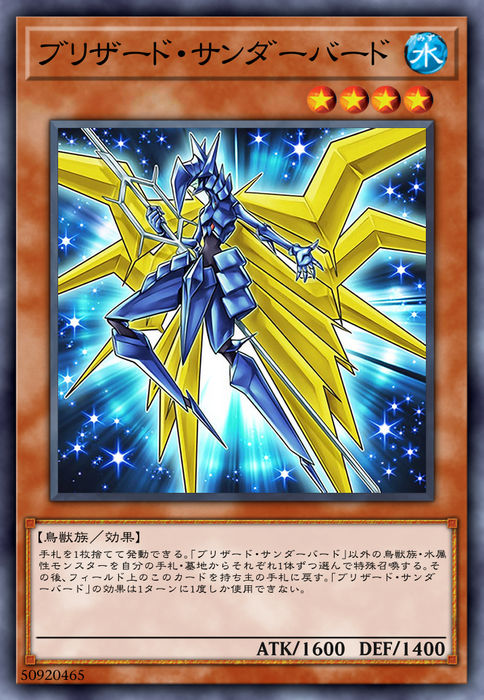 ブリザード・サンダーバード
みず
水
【鳥獣族／効果】
手札を1枚捨てて発動できる。「ブリザード・サンダーバード」以外の鳥獣族・水属
性モンスターを自分の手札・墓地からそれぞれ1体ずつ選んで特殊召喚する。そ
の後、フィールド上のこのカードを持ち主の手札に戻す。「ブリザード・サンダ
ーバード」の効果は1ターンに1度しか使用できない。
ATK/1600 DEF/1400
50920465